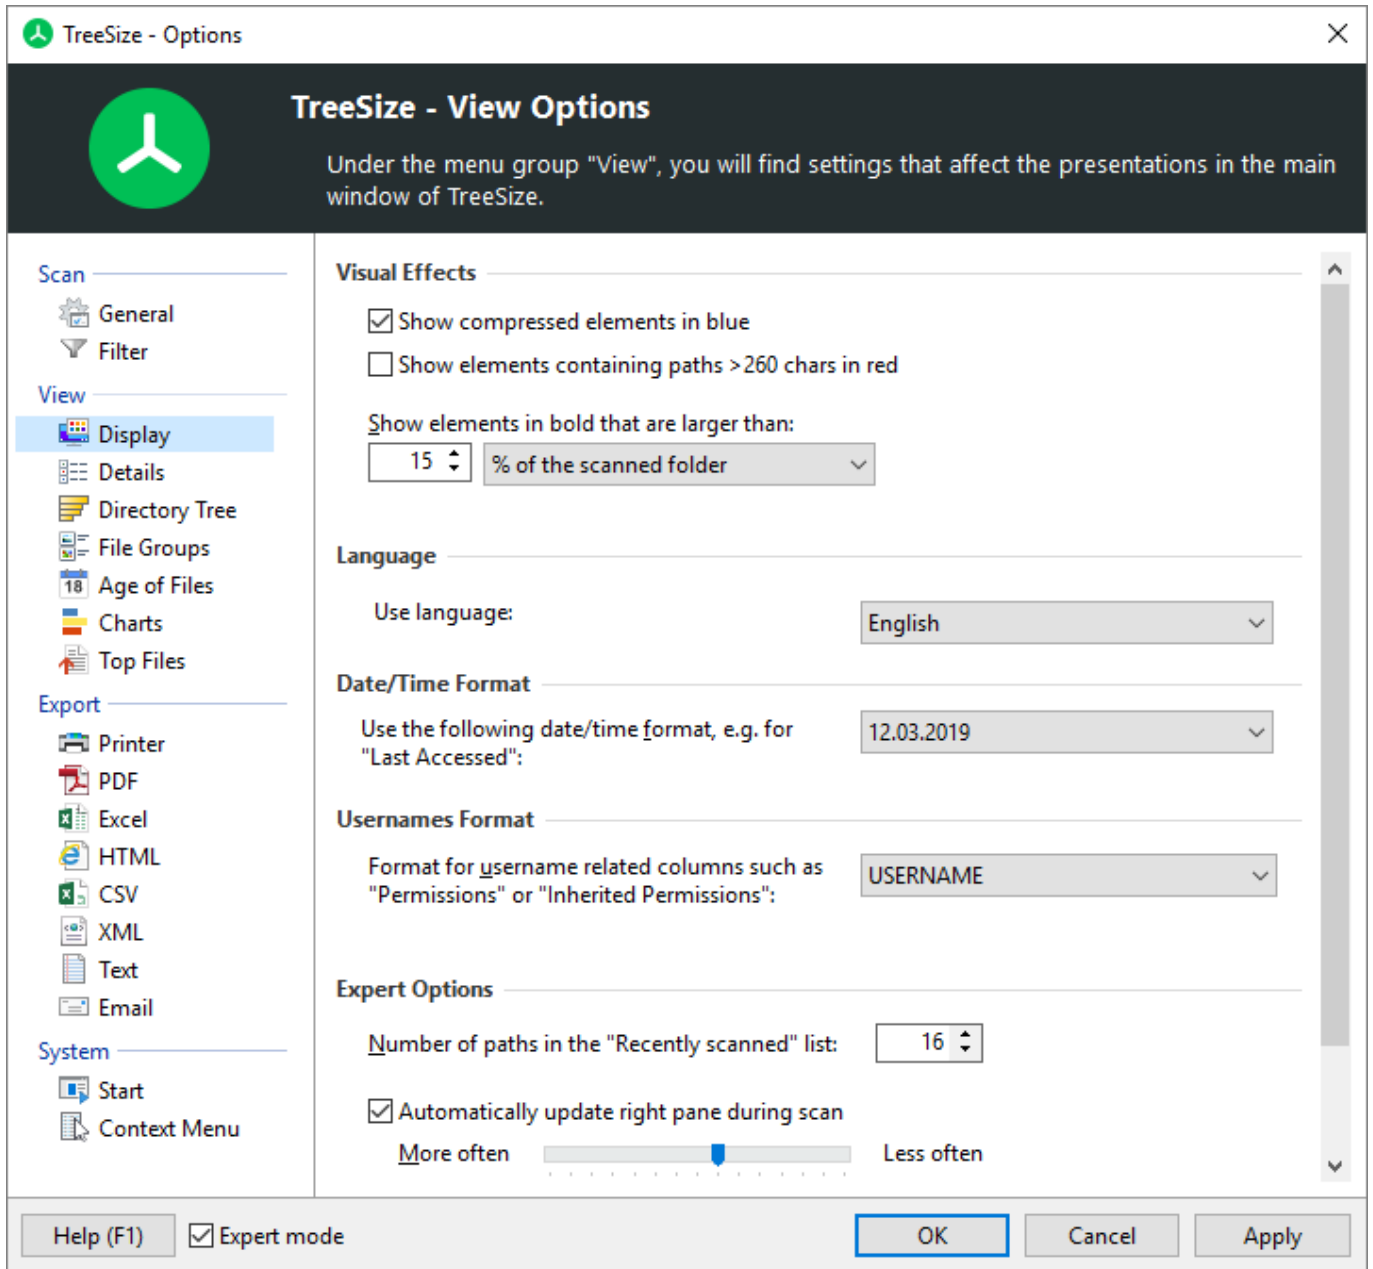 TreeSize - Options
TreeSize - View Options
Under the menu group "View", you will find settings that affect the presentations in the main
window of TreeSize.
Scan
General
Filter
View
Display
Details
Directory Tree
File Groups
18
Age of Files
Charts
Top Files
Export
Printer
PDF
Excel
HTML
CSV
XML
Text
Email
System
Start
Context Menu
Visual Effects
Show compressed elements in blue
Show elements containing paths >260 chars in red
Show elements in bold that are larger than:
15 % of the scanned folder
Language
Use language: English
Date/Time Format
Use the following date/time format, e.g. for
"Last Accessed":
12.03.2019
Usernames Format
Format for username related columns such as
"Permissions" or "Inherited Permissions":
USERNAME
Expert Options
Number of paths in the "Recently scanned" list: 16
Automatically update right pane during scan
More often Less often
Help (F1) Expert mode OK Cancel Apply